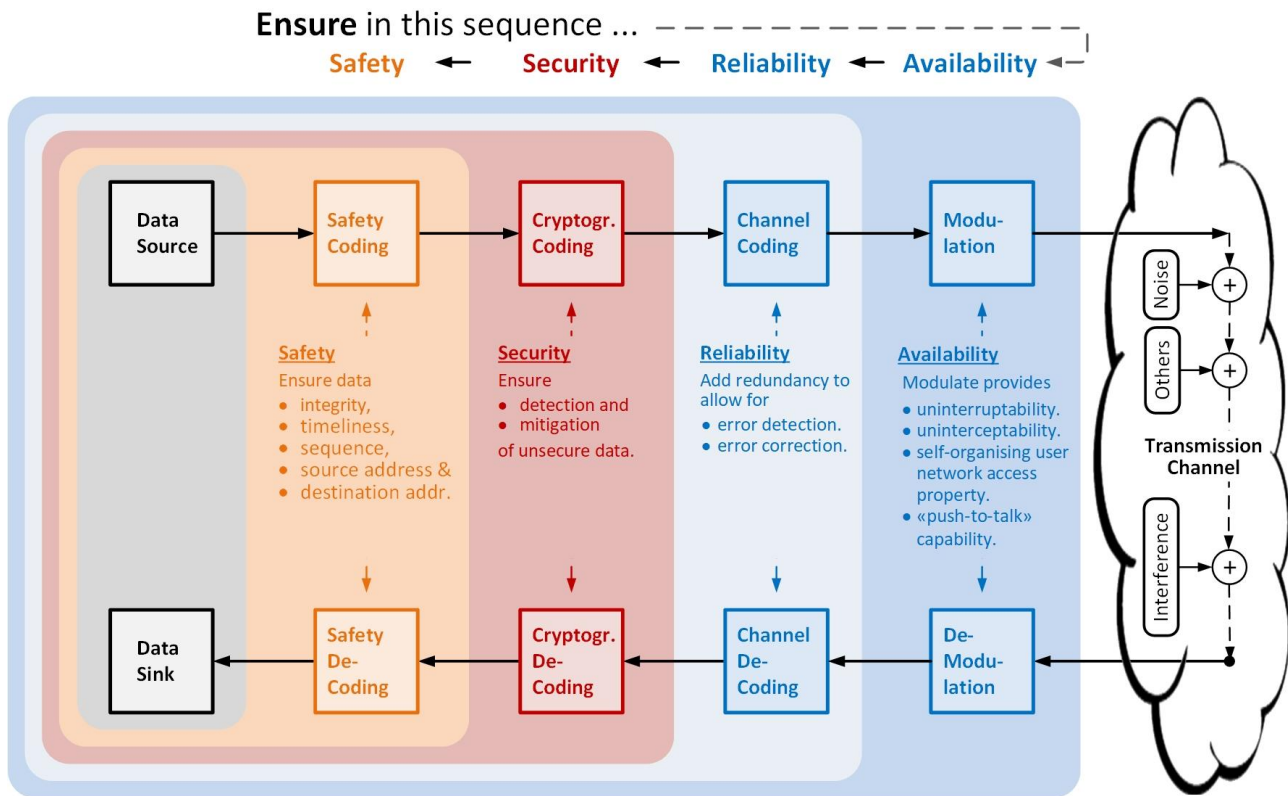 Ensure in this sequence ...
Safety
Security
Reliability
Availability
Data
Source
Safety
Coding
Cryptogr.
Coding
Channel
Coding
Modu-
lation
Noise
Others
Transmission
Channel
Interference
Safety
Ensure data
● integrity,
● timeliness,
● sequence,
● source address &
● destination addr.
Security
Ensure
● detection and
● mitigation
of unsecure data.
Reliability
Add redundancy to
allow for
● error detection.
● error correction.
Availability
Modulate provides
● uninterruptability.
● uninterceptability.
● self-organising user
network access
property.
● «push-to-talk»
capability.
Data
Sink
Safety
De-
Coding
Cryptogr.
De-
Coding
Channel
De-
Coding
De-
Modu-
lation